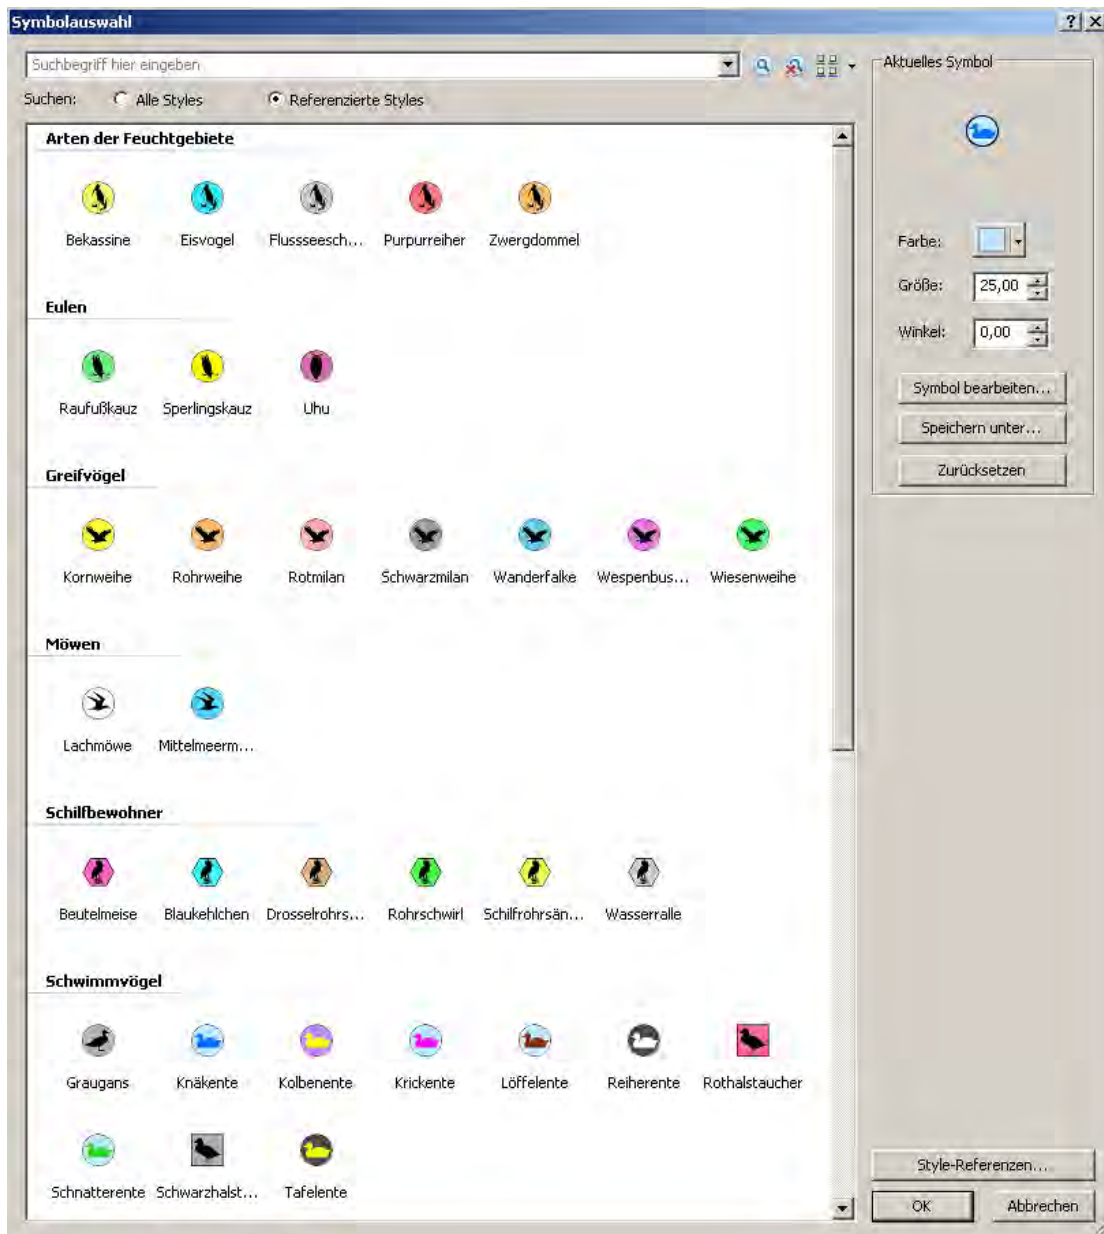 Symbolauswahl
Suchbegriff hier eingeben
Suchen: Alle Styles Referenzierte Styles
Arten der Feuchtgebiete
Bekassine Eisvogel Flussseesch... Purpurreiher Zwergdommel
Eulen
Raufußkauz Sperlingskauz Uhu
Greifvögel
Kornweihe Rohrweihe Rotmilan Schwarzmilan Wanderfalke Wespenbus... Wiesenweihe
Möwen
Lachmöwe Mittelmeerm...
Schilfbewohner
Beutelmeise Blaukehlchen Drosselrohrs... Rohrschwirl Schilfrohrsän... Wasserralle
Schwimmvögel
Graugans Knäkente Kolbenente Krickente Löffelente Reiherente Rothalstaucher
Schnatterente Schwarzhalst... Tafelente
Aktuelles Symbol
Farbe:
Größe: 25,00
Winkel: 0,00
Symbol bearbeiten...
Speichern unter...
Zurücksetzen
Style-Referenzen...
OK Abbrechen